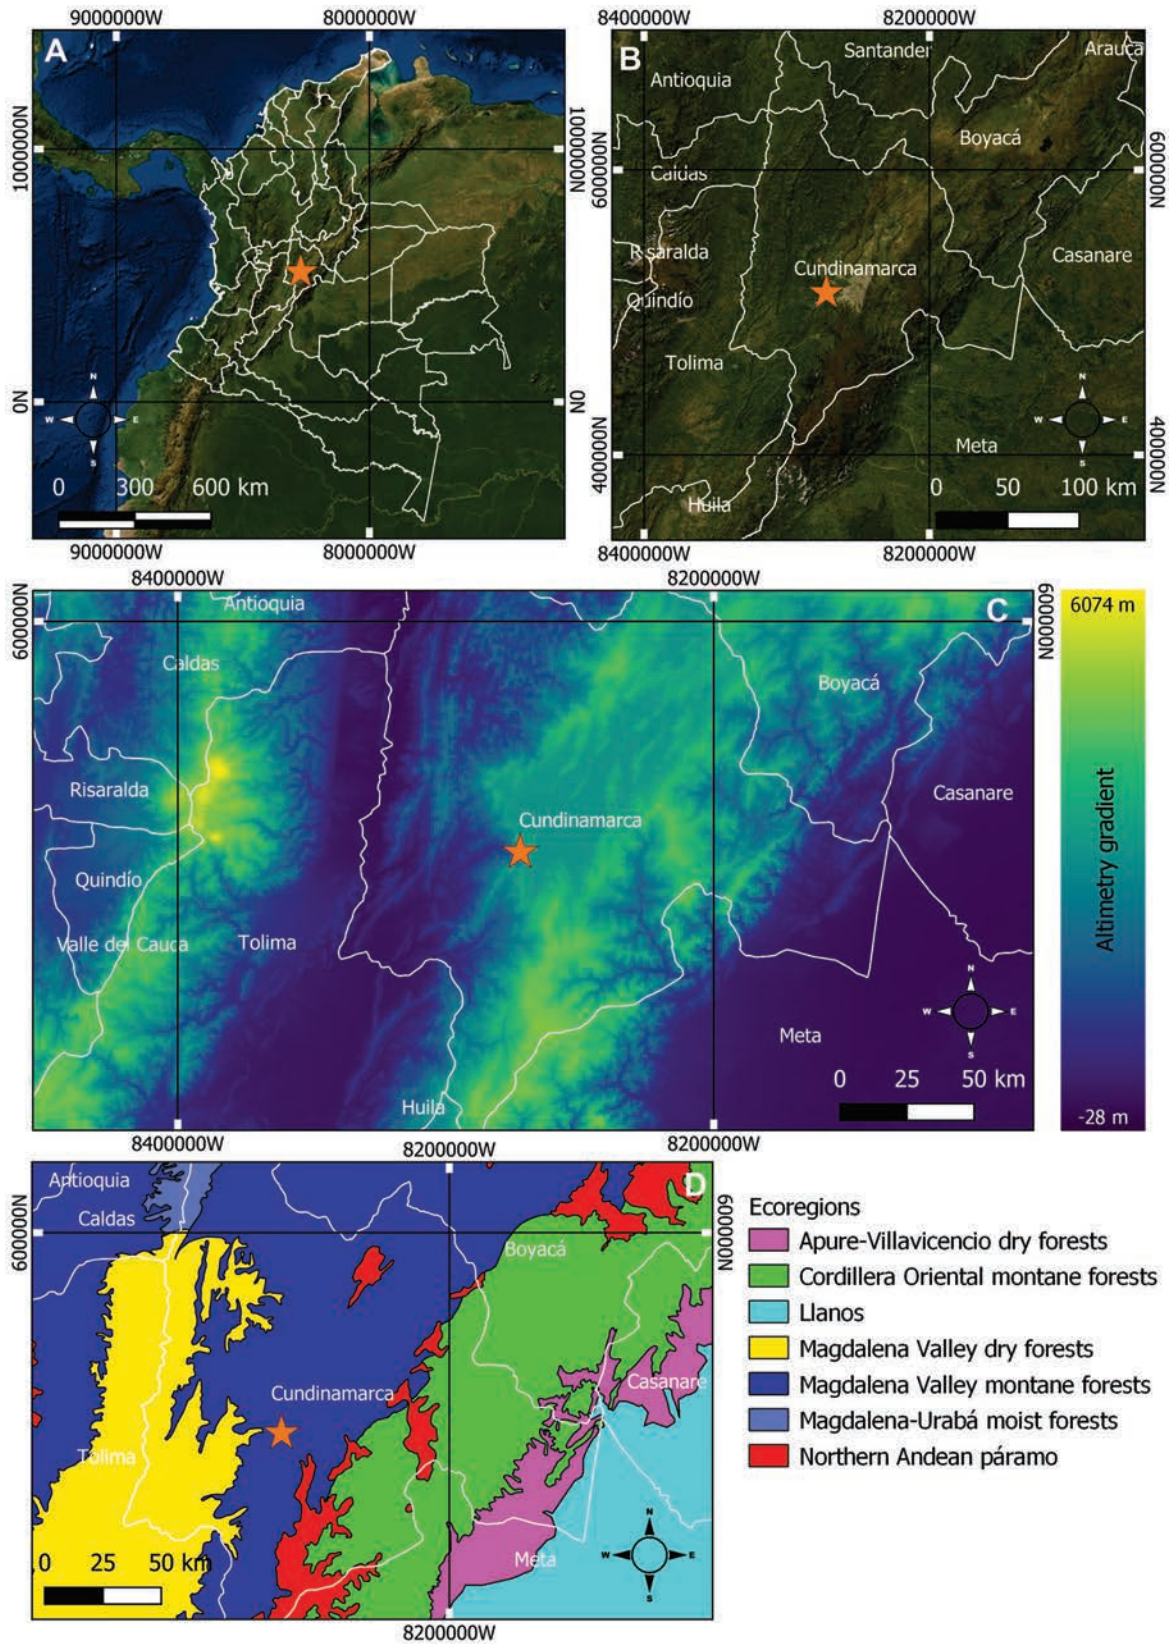 9000000W 8000000W
A
1000000N 1000000N
0N 0N
N
W E
S
0 300 600 km
9000000W 8000000W
8400000W 8200000W
B
Santander
Arauca
Antioquia
Boyacá
600000N 600000N
Caldas
Risaralda
Casanare
Cundinamarca
Quindío
Tolima
N
W E
S
Meta
400000N 400000N
0 50 100 km
Huila
8400000W 8200000W
8400000W 8200000W
C
600000N 600000N
Antioquia
Caldas
Boyacá
Risaralda
Casanare
Cundinamarca
Quindío
Valle del Cauca
Tolima
N
W E
S
Meta
0 25 50 km
Huila
6074 m
Altimetry gradient
-28 m
8400000W 8200000W
8200000W 8200000W
D
Antioquia
Caldas
600000N 600000N
Boyacá
Cundinamarca
Casanare
Tolima
N
W E
S
Meta
0 25 50 km
8200000W
Ecoregions
Apure-Villavicencio dry forests
Cordillera Oriental montane forests
Llanos
Magdalena Valley dry forests
Magdalena Valley montane forests
Magdalena-Urabá moist forests
Northern Andean páramo